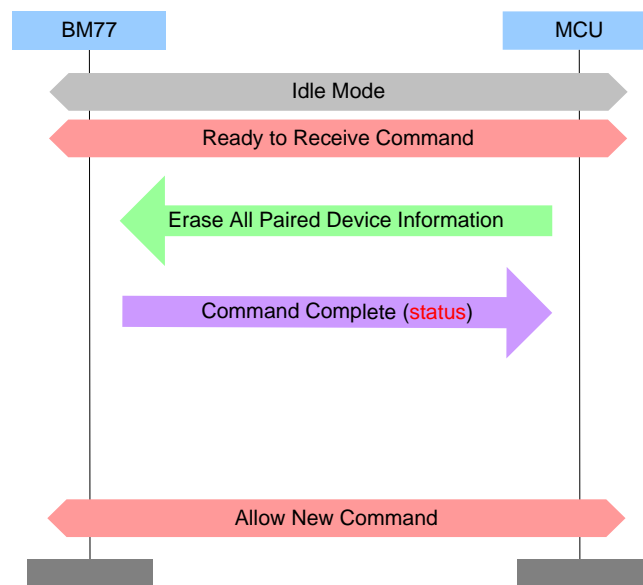 BM77
MCU
Idle Mode
Ready to Receive Command
Erase All Paired Device Information
Command Complete (status)
Allow New Command